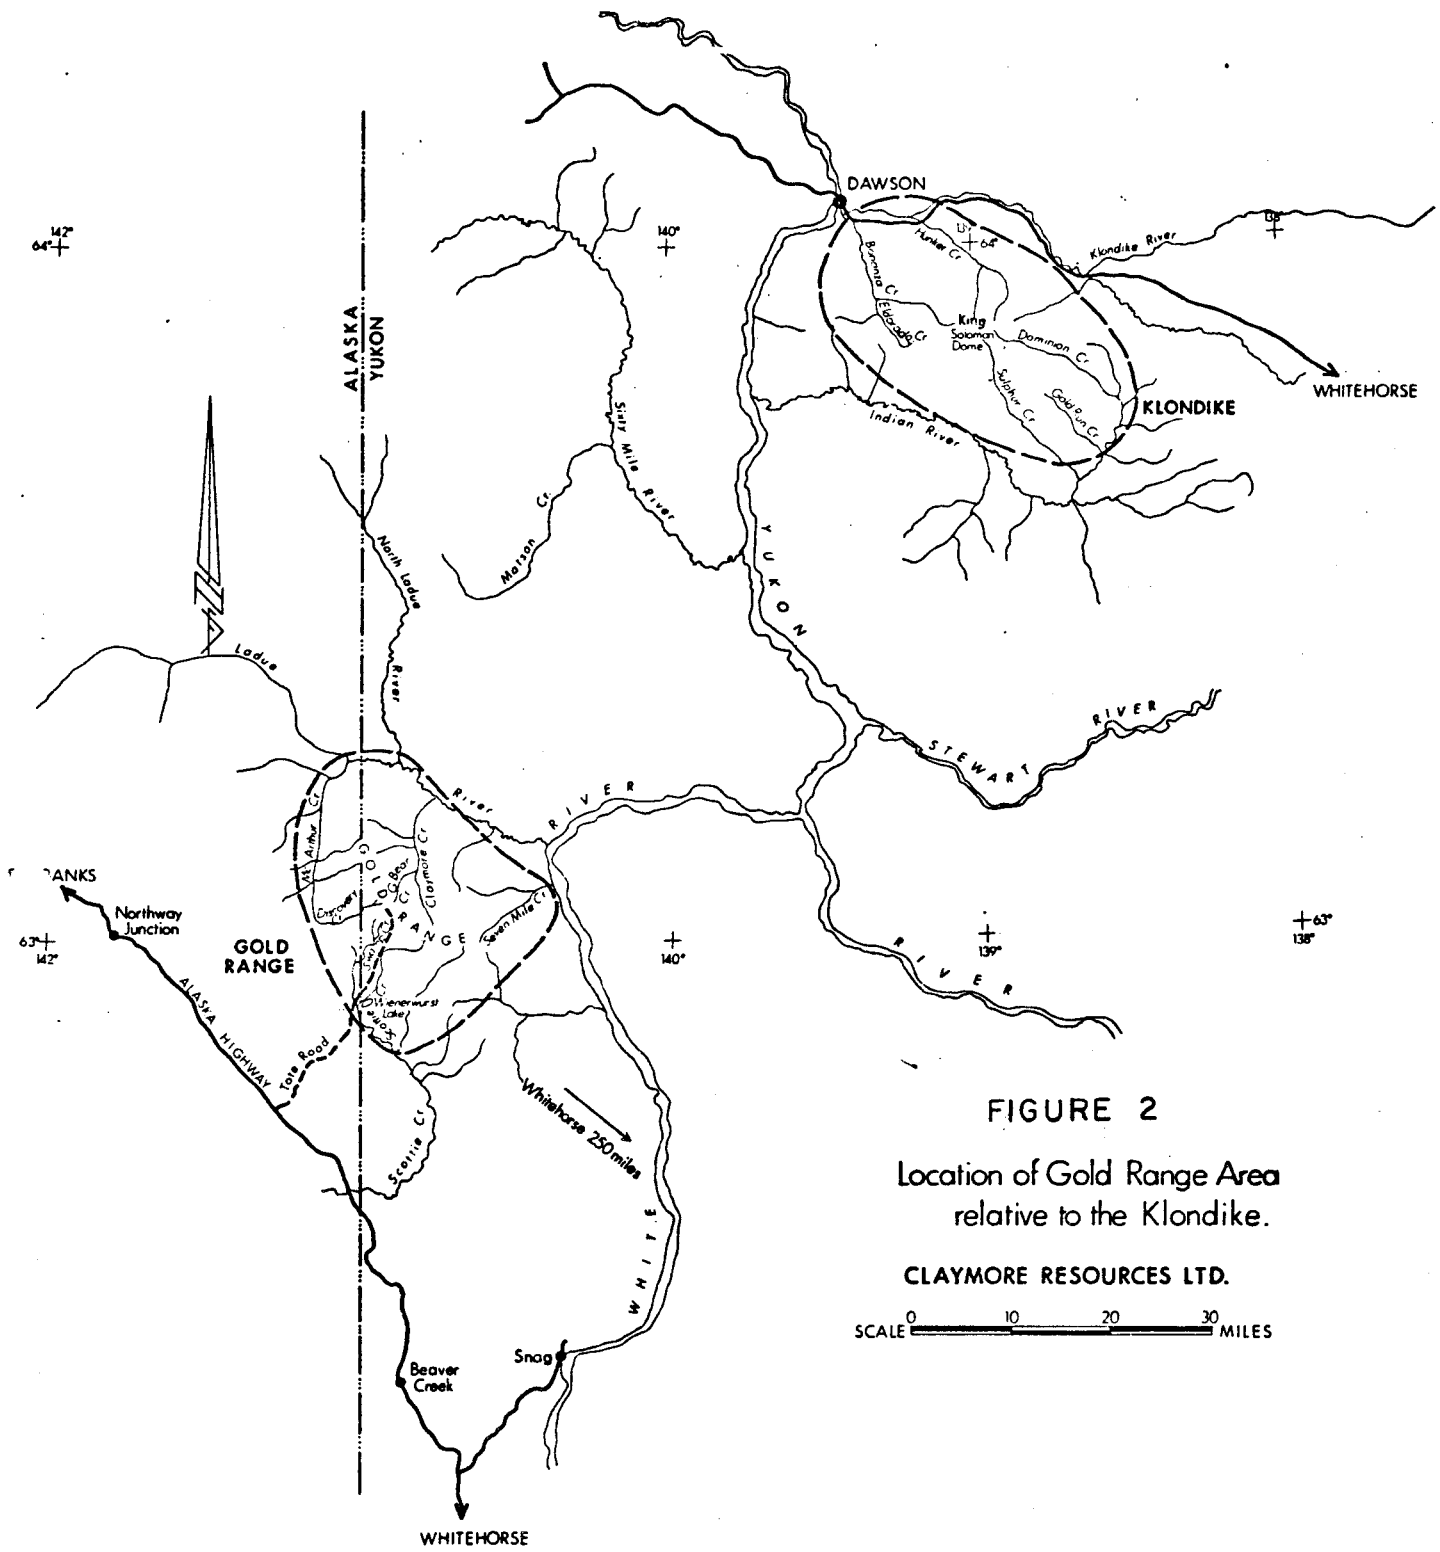 DAWSON
142°
64°
140°
64°
Klondike River
Hunker Cr
Bonanza Cr
Eldorado Cr
King
Solomon
Dome
Dominion Cr
Sulphur Cr
Gold Run Cr
WHITEHORSE
KLONDIKE
Indian River
ALASKA
YUKON
Sixty Mile River
Matson Cr.
North Ladue River
YUKON
Ladue
STEWART RIVER
River
RIVER
Mc Arthur Cr
Claymore Cr
Bear Cr
Discovery
GOLD RANGE
Seven Mile Cr
ANKS
Northway
Junction
63°
142°
GOLD
RANGE
140°
139°
63°
138°
RIVER
Wienerwurst
Lake
Scottie
ALASKA HIGHWAY
Tote Road
Whitehorse 250 miles
Scottie Cr
WHITE
FIGURE 2
Location of Gold Range Area
relative to the Klondike.
CLAYMORE RESOURCES LTD.
0 10 20 30
SCALE MILES
Snag
Beaver
Creek
WHITEHORSE